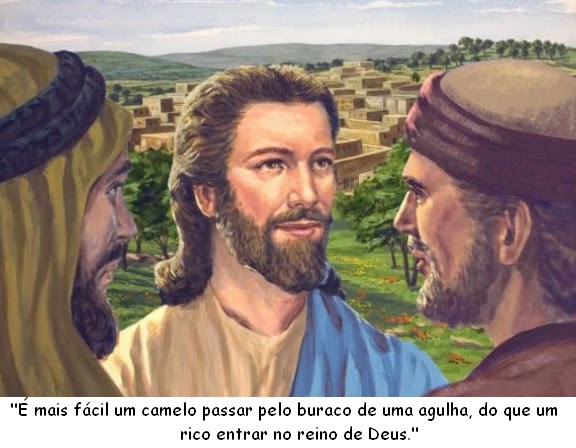 "É mais fácil um camelo passar pelo buraco de uma agulha, do que um
rico entrar no reino de Deus."